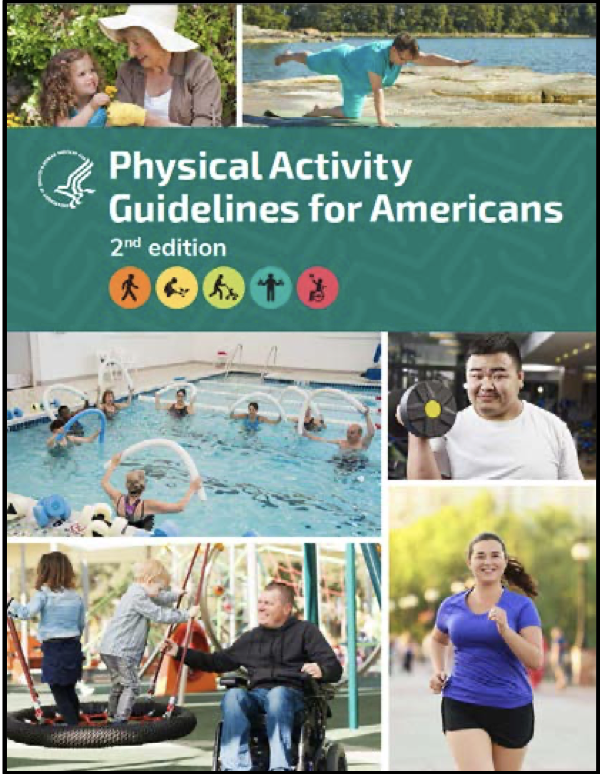 Physical Activity
Guidelines for Americans
2nd edition